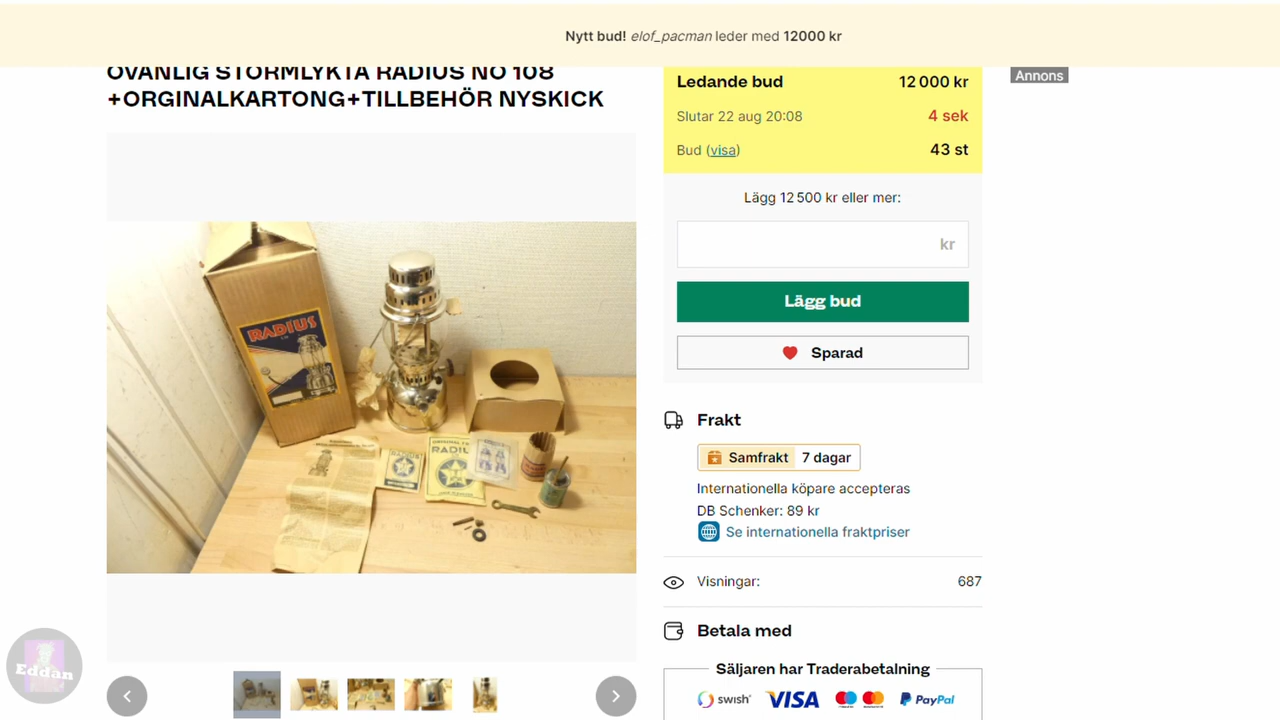 Nytt bud! elof_pacman leder med 12000 kr
OVANLIG STORMLYKTA RADIUS NO 108
+ORGINALKARTONG+TILLBEHÖR NYSKICK
Ledande bud 12 000 kr
Slutar 22 aug 20:08 4 sek
Bud (visa) 43 st
Annons
Lägg 12 500 kr eller mer:
kr
Lägg bud
Sparad
RADIUS
RADIUS
Frakt
Samfrakt 7 dagar
Internationella köpare accepteras
DB Schenker: 89 kr
Se internationella fraktpriser
Visningar: 687
Betala med
Säljaren har Traderabetalning
swish VISA PayPal
Eddan